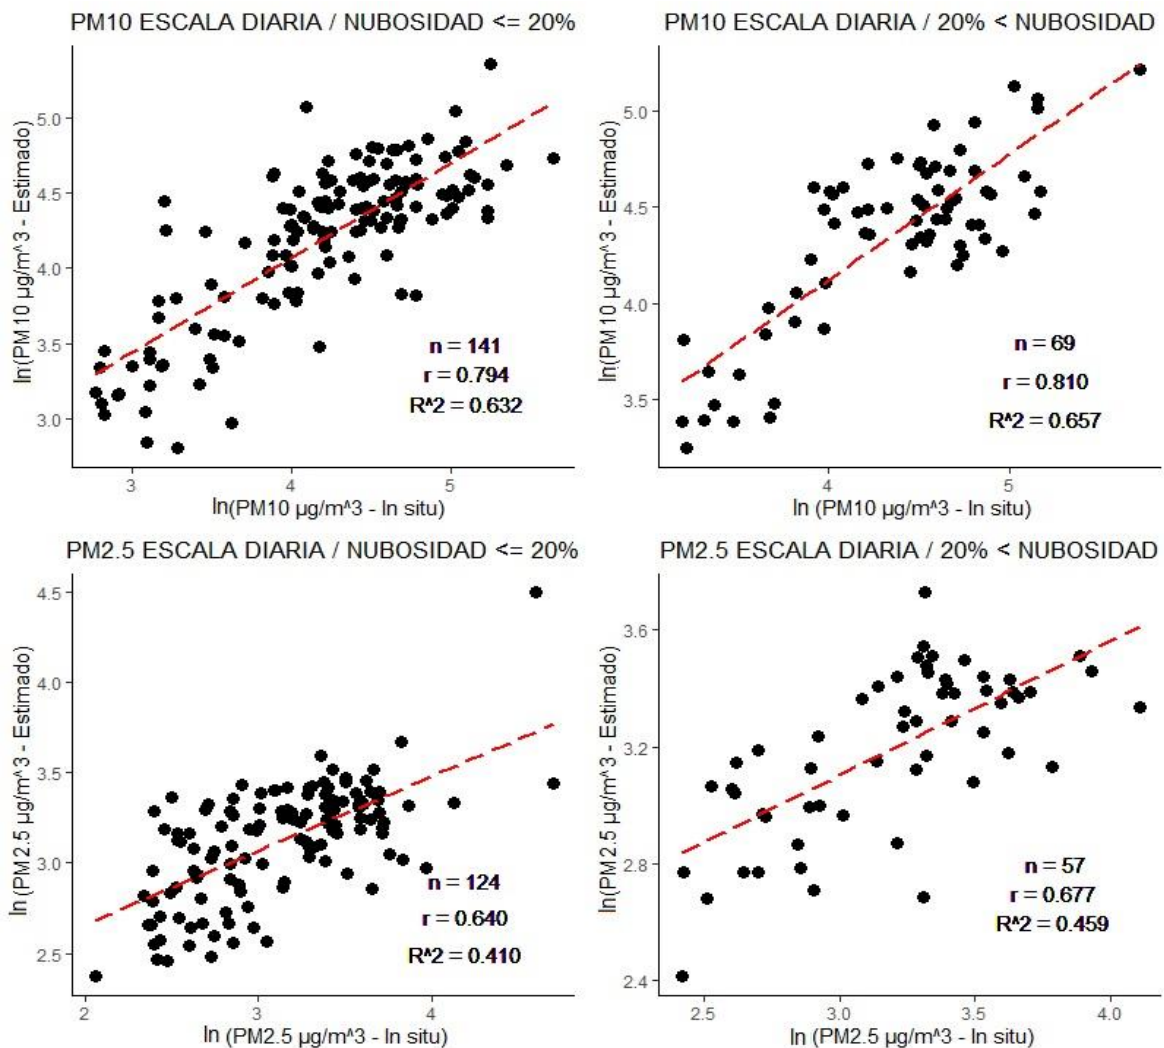 PM10 ESCALA DIARIA / NUBOSIDAD <= 20%
ln(PM10 µg/m^3 - Estimado)
5.0
4.5
4.0
3.5
3.0
n = 141
r = 0.794
R^2 = 0.632
3 4 5
ln(PM10 µg/m^3 - In situ)
PM10 ESCALA DIARIA / 20% < NUBOSIDAD
ln(PM10 µg/m^3 - Estimado)
5.0
4.5
4.0
3.5
n = 69
r = 0.810
R^2 = 0.657
4 5
ln (PM10 µg/m^3 - In situ)
PM2.5 ESCALA DIARIA / NUBOSIDAD <= 20%
ln (PM2.5 µg/m^3 - Estimado)
4.5
4.0
3.5
3.0
2.5
n = 124
r = 0.640
R^2 = 0.410
2 3 4
ln (PM2.5 µg/m^3 - In situ)
PM2.5 ESCALA DIARIA / 20% < NUBOSIDAD
ln (PM2.5 µg/m^3 - Estimado)
3.6
3.2
2.8
2.4
n = 57
r = 0.677
R^2 = 0.459
2.5 3.0 3.5 4.0
ln (PM2.5 µg/m^3 - In situ)